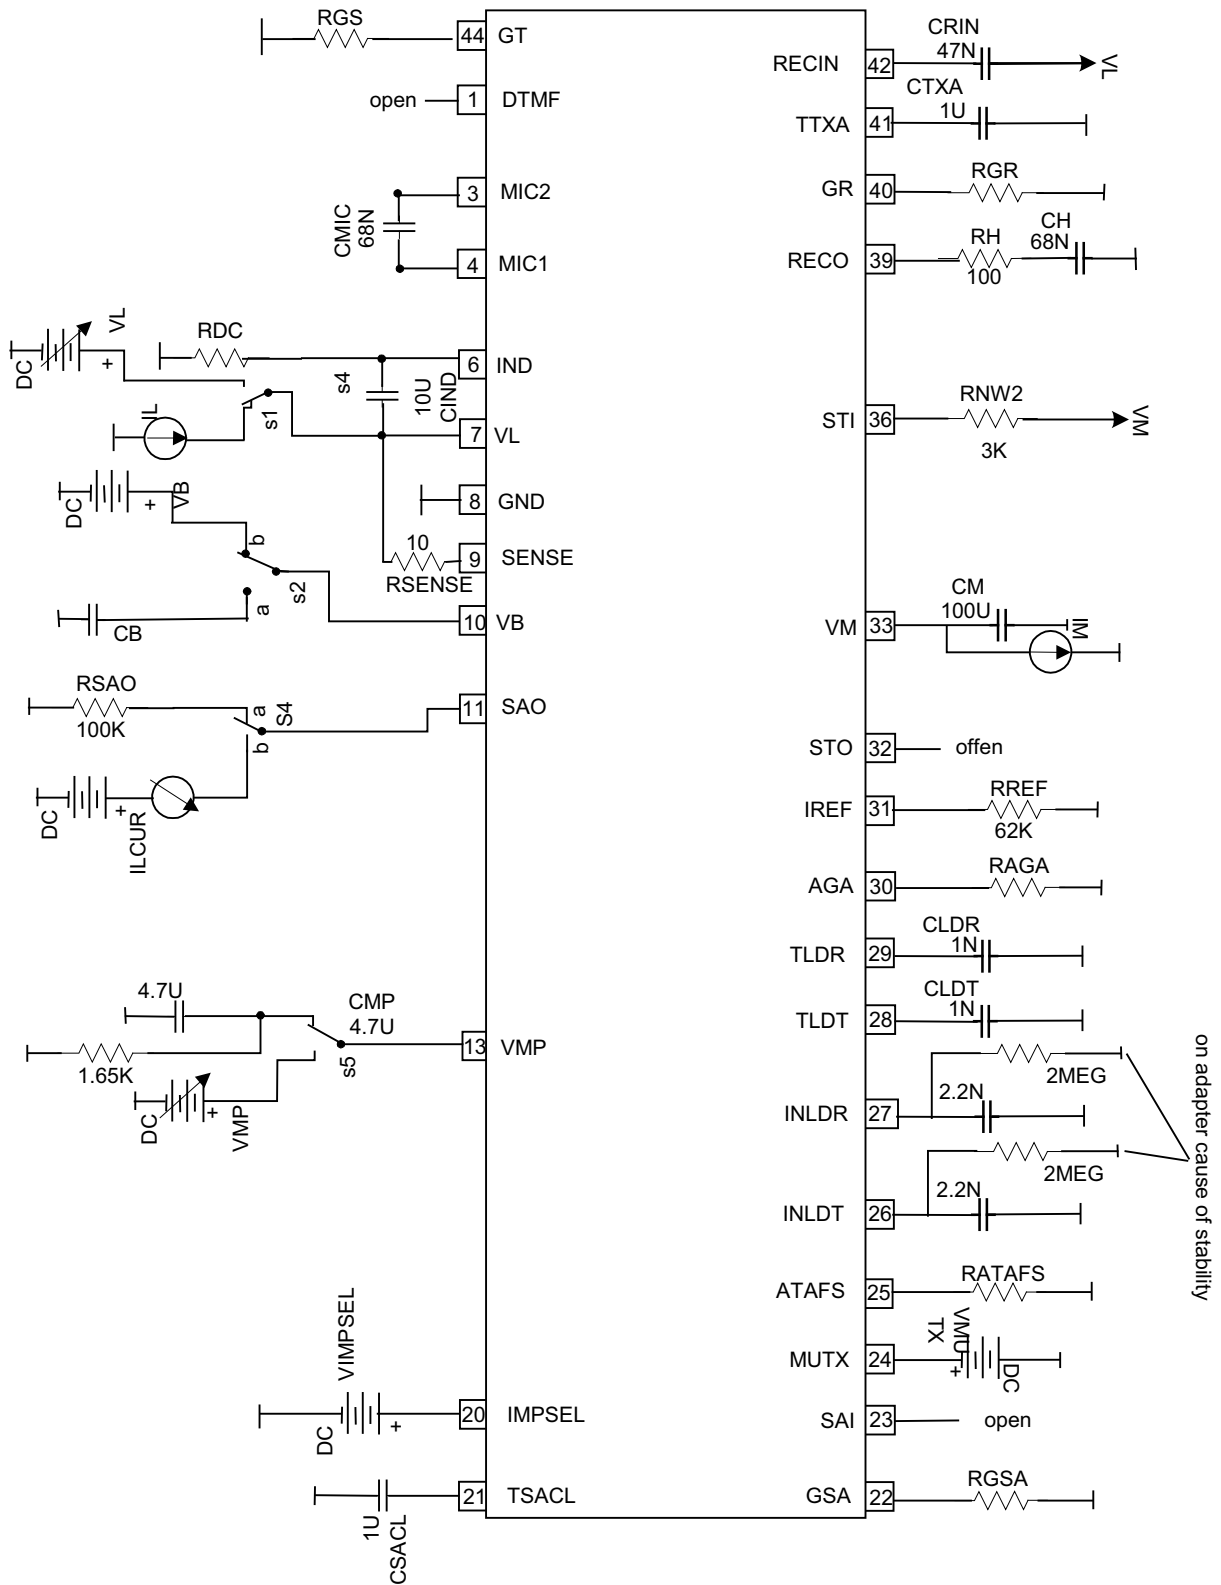 RGS
44 GT
open
1 DTMF
3 MIC2
CMIC
68N
4 MIC1
VL
DC
+
RDC
6 IND
s4
10U
CIND
s1
IL
7 VL
DC
+
VB
8 GND
b
10
9 SENSE
RSENSE
s2
a
CB
10 VB
RSAO
100K
a
S4
b
11 SAO
DC
+
ILCUR
4.7U
CMP
4.7U
13 VMP
s5
1.65K
DC
+
VMP
VIMPSEL
DC
+
20 IMPSEL
21 TSACL
1U
CSACL
CRIN
47N
RECIN 42
VL
CTXA
1U
TTXA 41
RGR
GR 40
RH
100
CH
68N
RECO 39
RNW2
STI 36
VM
3K
CM
100U
VM 33
IM
STO 32 offen
RREF
IREF 31
62K
RAGA
AGA 30
CLDR
1N
TLDR 29
CLDT
1N
TLDT 28
2MEG
2.2N
INLDR 27
2MEG
2.2N
INLDT 26
on adapter cause of stability
RATAFS
ATAFS 25
VMU
TX
MUTX 24
+
DC
SAI 23 open
RGSA
GSA 22